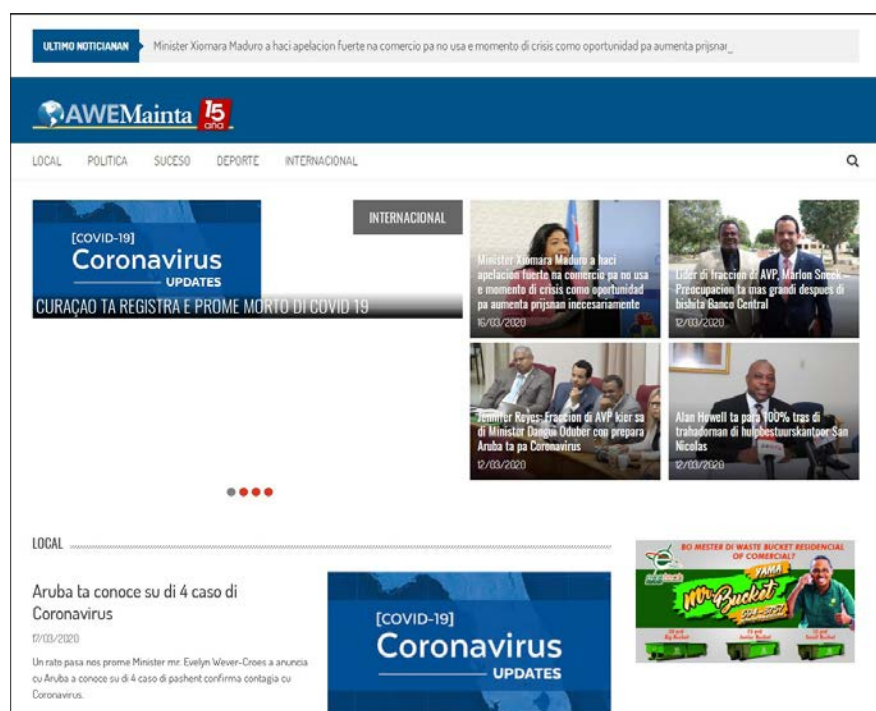 ULTIMO NOTICIANAN
Minister Xiomara Maduro a haci apelacion fuerte na comercio pa no usa e momento di crisis como oportunidad pa aumenta prijsnan_
AWEMainta 15
aña
LOCAL POLITICA SUCESO DEPORTE INTERNACIONAL
[COVID-19]
Coronavirus
UPDATES
INTERNACIONAL
CURAÇAO TA REGISTRA E PROME MORTO DI COVID 19
Minister Xiomara Maduro a haci
apelacion fuerte na comercio pa no usa
e momento di crisis como oportunidad
pa aumenta prijsnan inecesariamente
16/03/2020
Lider di fraccion di AVP, Marlon Sneek –
Preocupacion ta mas grandi despues di
bishita Banco Central
12/03/2020
Jennifer Reyes: Fraccion di AVP kier sa
di Minister Dangui Oduber con prepara
Aruba ta pa Coronavirus
12/03/2020
Alan Howell ta para 100% tras di
trahadornan di hulpbestuurskantoor San
Nicolas
12/03/2020
LOCAL
Aruba ta conoce su di 4 caso di
Coronavirus
17/03/2020
Un rato pasa nos prome Minister mr. Evelyn Wever-Croes a anuncia
cu Aruba a conoce su di 4 caso di pashent confirma contagia cu
Coronavirus.
[COVID-19]
Coronavirus
UPDATES
BO MESTER DI WASTE BUCKET RESIDENCIAL
OF COMERCIAL?
YAMA
Mr. Bucket